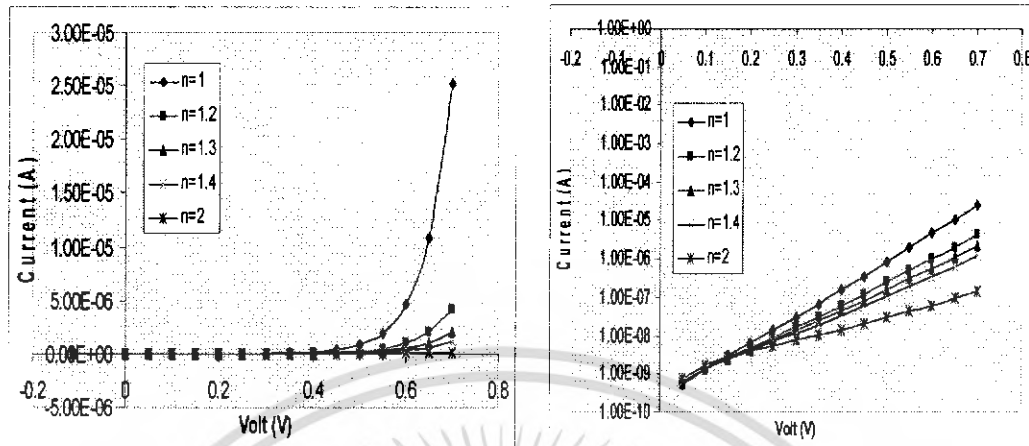 3.00E-05
2.50E-05
2.00E-05
1.50E-05
1.00E-05
5.00E-06
0.00E+00
-5.00E-06
-0.2 0 0.2 0.4 0.6 0.8
Current (A.)
Volt (V)
n=1
n=1.2
n=1.3
n=1.4
n=2
1.00E+00
-0.2 -0.1 0 0.1 0.2 0.3 0.4 0.5 0.6 0.7 0.8
1.00E-01
1.00E-02
1.00E-03
1.00E-04
1.00E-05
1.00E-06
1.00E-07
1.00E-08
1.00E-09
1.00E-10
Current (A.)
Volt (V)
n=1
n=1.2
n=1.3
n=1.4
n=2